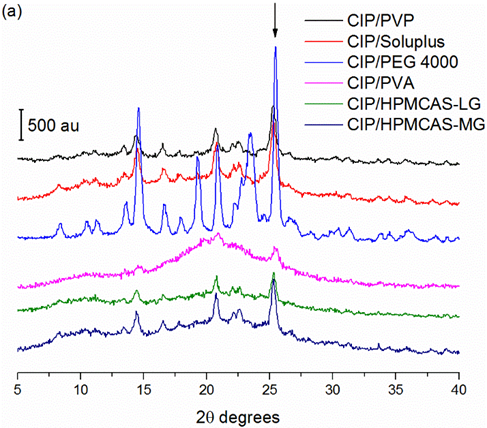 (a)
CIP/PVP
CIP/Soluplus
CIP/PEG 4000
CIP/PVA
CIP/HPMCAS-LG
CIP/HPMCAS-MG
500 au
5 10 15 20 25 30 35 40
2θ degrees